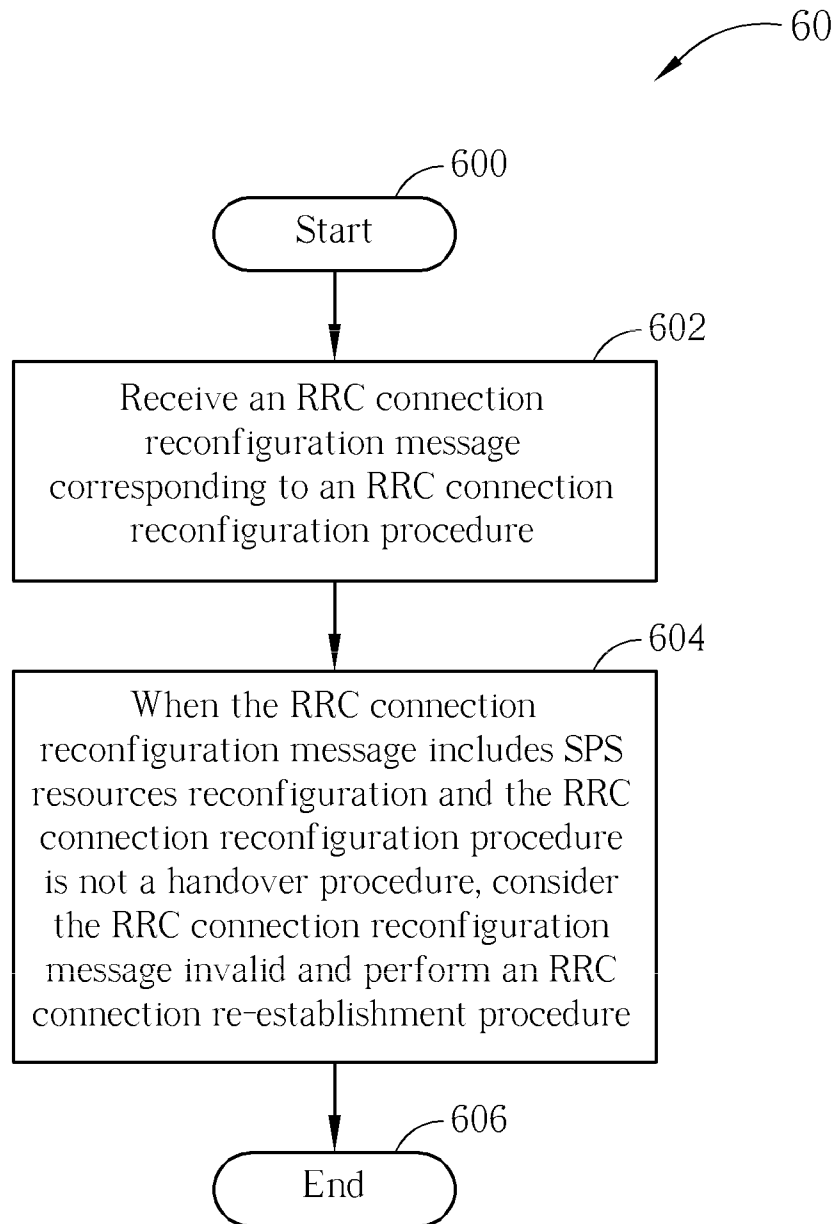 60
600
Start
602
Receive an RRC connection
reconfiguration message
corresponding to an RRC connection
reconfiguration procedure
604
When the RRC connection
reconfiguration message includes SPS
resources reconfiguration and the RRC
connection reconfiguration procedure
is not a handover procedure, consider
the RRC connection reconfiguration
message invalid and perform an RRC
connection re-establishment procedure
606
End